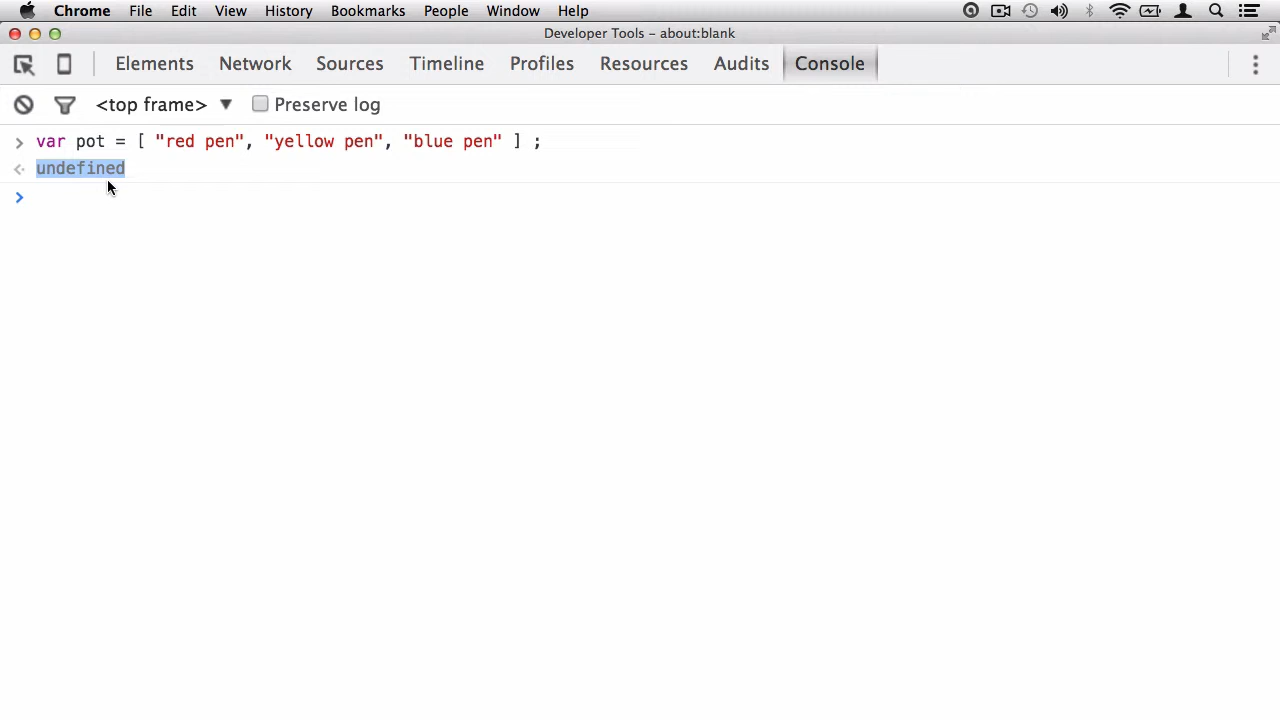 Chrome File Edit View History Bookmarks People Window Help
Developer Tools - about:blank
Elements Network Sources Timeline Profiles Resources Audits Console
<top frame> ▼ Preserve log
> var pot = [ "red pen", "yellow pen", "blue pen" ] ;
undefined
>